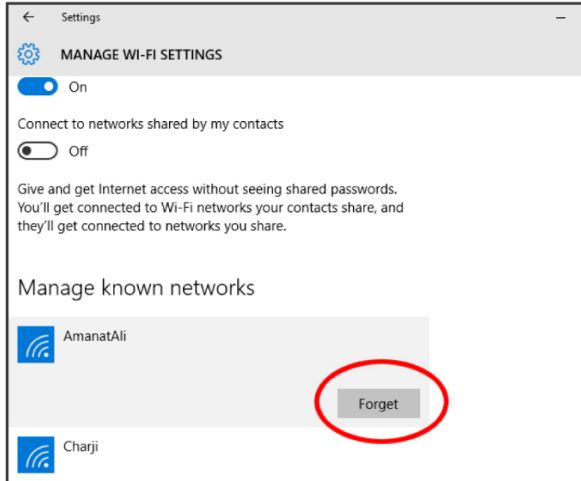 Settings
MANAGE WI-FI SETTINGS
On
Connect to networks shared by my contacts
Off
Give and get Internet access without seeing shared passwords.
You'll get connected to Wi-Fi networks your contacts share, and
they'll get connected to networks you share.
Manage known networks
AmanatAli
Forget
Charji